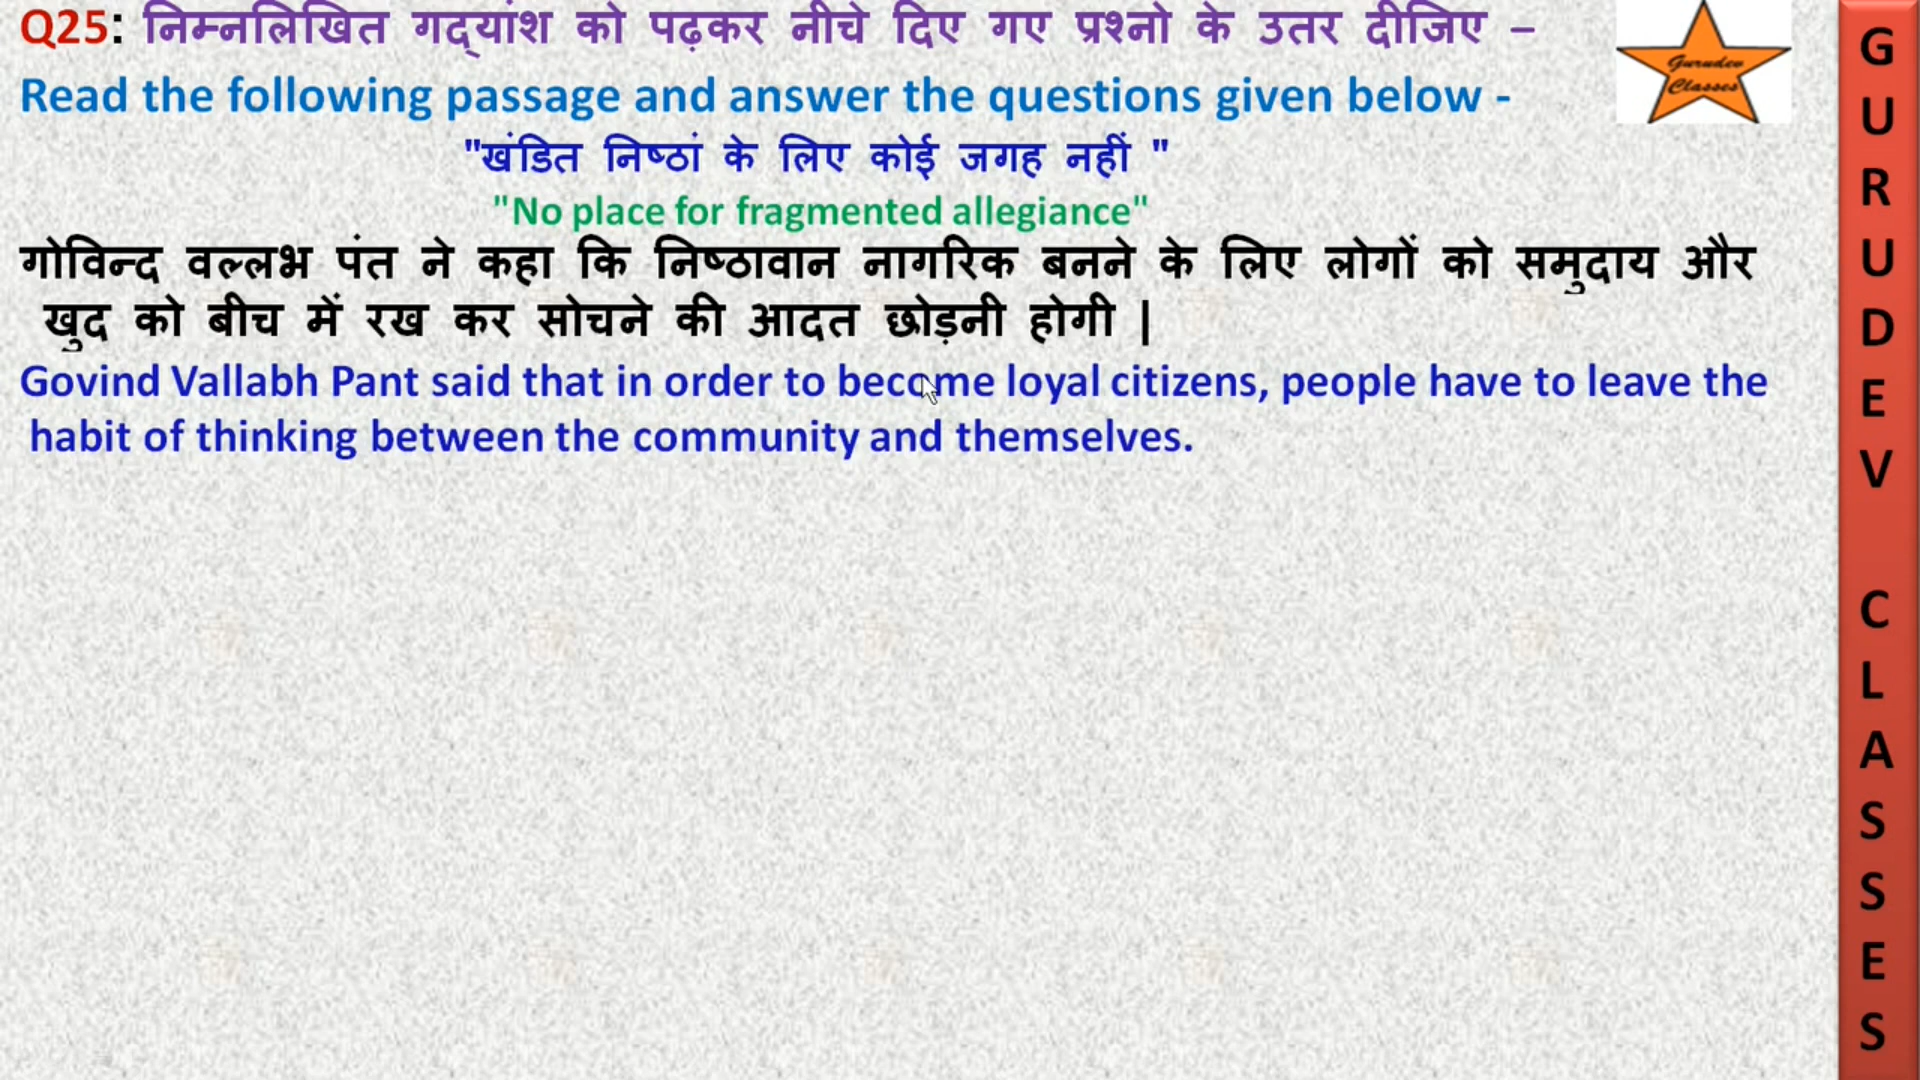 Q25: निम्नलिखित गद्यांश को पढ़कर नीचे दिए गए प्रश्नो के उतर दीजिए –
Read the following passage and answer the questions given below -
"खंडित निष्ठां के लिए कोई जगह नहीं "
"No place for fragmented allegiance"
गोविन्द वल्लभ पंत ने कहा कि निष्ठावान नागरिक बनने के लिए लोगों को समुदाय और
खुद को बीच में रख कर सोचने की आदत छोड़नी होगी |
Govind Vallabh Pant said that in order to become loyal citizens, people have to leave the
habit of thinking between the community and themselves.
Gurudev
Classes
GURUDEV CLASSES